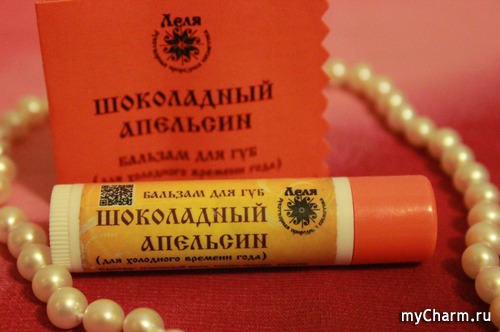 Леля
ШОКОЛАДНЫЙ
АПЕЛЬСИН
БАЛЬЗАМ ДЛЯ ГУБ
(для холодного времени года)
БАЛЬЗАМ ДЛЯ ГУБ
Леля
ШОКОЛАДНЫЙ
АПЕЛЬСИН
(для холодного времени года)
myCharm.ru